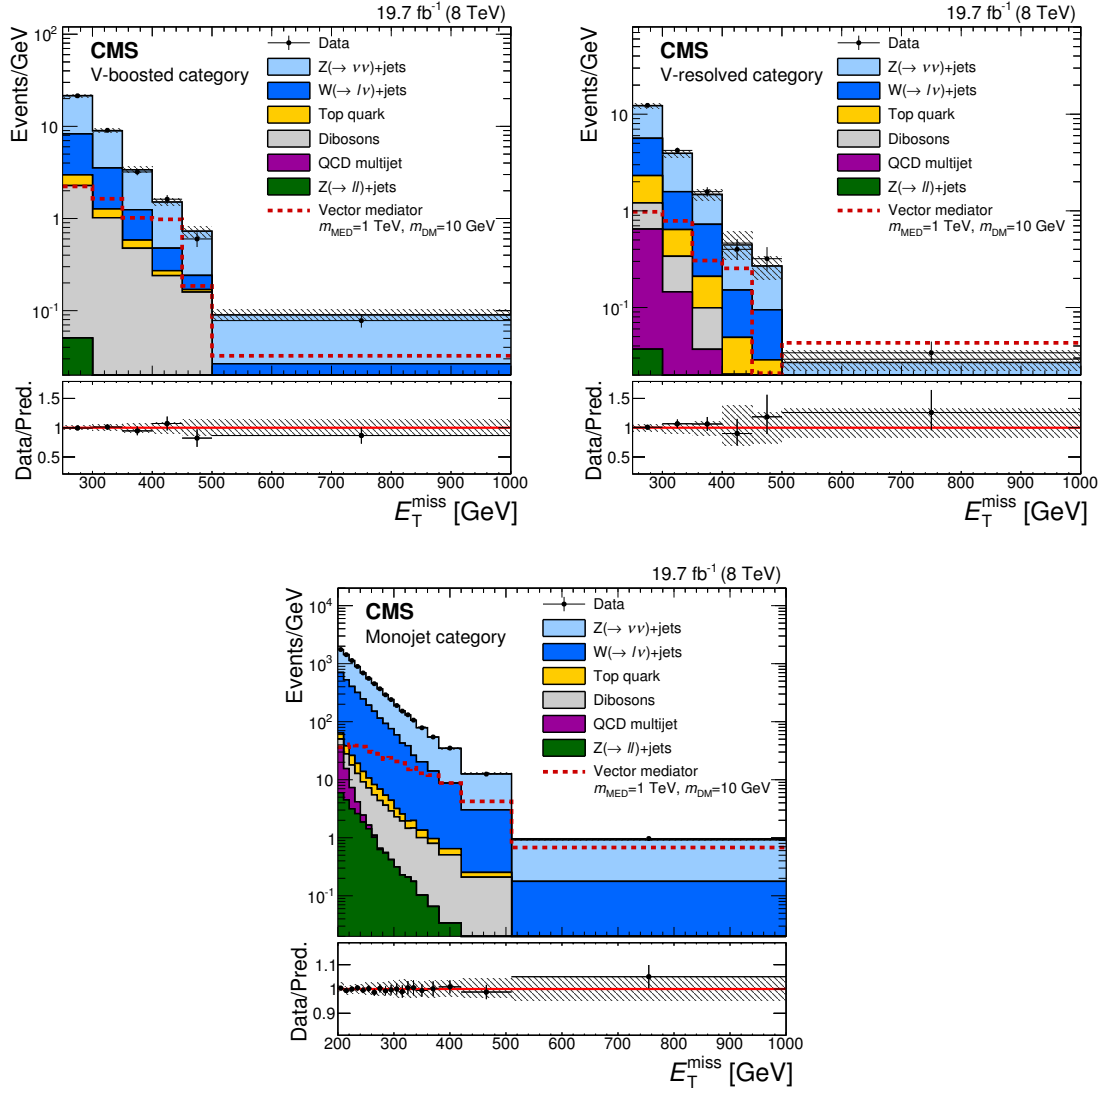 19.7 fb⁻¹ (8 TeV)
Events/GeV
10²
10
1
10⁻¹
CMS
V-boosted category
Data
Z(→ νν)+jets
W(→ lν)+jets
Top quark
Dibosons
QCD multijet
Z(→ ll)+jets
Vector mediator
m_MED=1 TeV, m_DM=10 GeV
Data/Pred.
1.5
1
0.5
300 400 500 600 700 800 900 1000
E_T^miss [GeV]
19.7 fb⁻¹ (8 TeV)
Events/GeV
10
1
10⁻¹
CMS
V-resolved category
Data
Z(→ νν)+jets
W(→ lν)+jets
Top quark
Dibosons
QCD multijet
Z(→ ll)+jets
Vector mediator
m_MED=1 TeV, m_DM=10 GeV
Data/Pred.
1.5
1
0.5
300 400 500 600 700 800 900 1000
E_T^miss [GeV]
19.7 fb⁻¹ (8 TeV)
Events/GeV
10⁴
10³
10²
10
1
10⁻¹
CMS
Monojet category
Data
Z(→ νν)+jets
W(→ lν)+jets
Top quark
Dibosons
QCD multijet
Z(→ ll)+jets
Vector mediator
m_MED=1 TeV, m_DM=10 GeV
Data/Pred.
1.1
1
0.9
200 300 400 500 600 700 800 900 1000
E_T^miss [GeV]